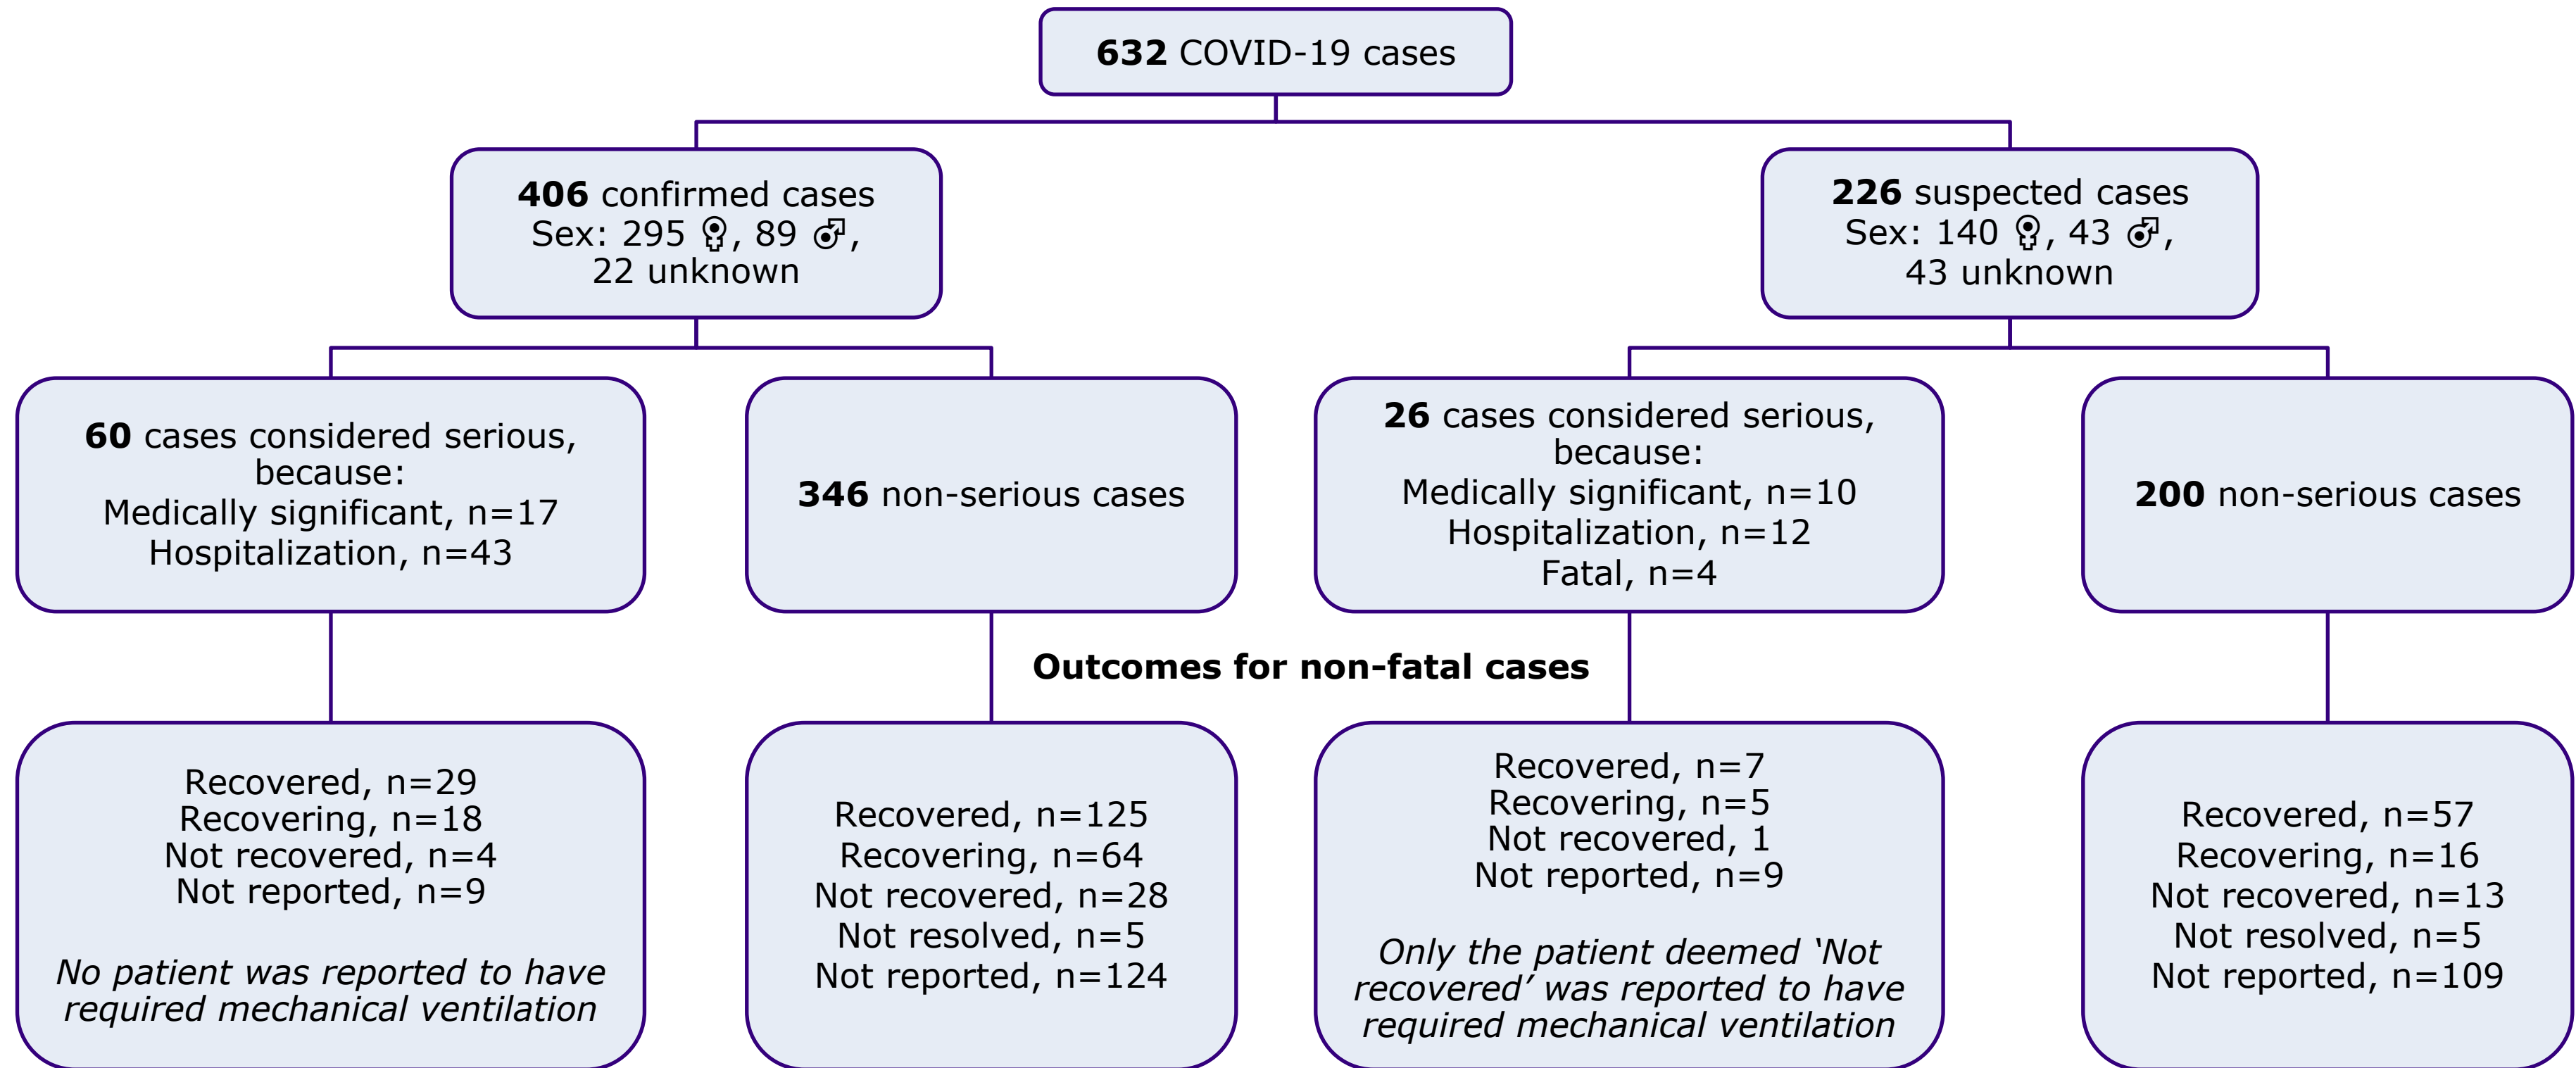 632 COVID-19 cases
406 confirmed cases
Sex: 295 ♀, 89 ♂,
22 unknown
226 suspected cases
Sex: 140 ♀, 43 ♂,
43 unknown
60 cases considered serious,
because:
Medically significant, n=17
Hospitalization, n=43
346 non-serious cases
26 cases considered serious,
because:
Medically significant, n=10
Hospitalization, n=12
Fatal, n=4
200 non-serious cases
Outcomes for non-fatal cases
Recovered, n=29
Recovering, n=18
Not recovered, n=4
Not reported, n=9
No patient was reported to have
required mechanical ventilation
Recovered, n=125
Recovering, n=64
Not recovered, n=28
Not resolved, n=5
Not reported, n=124
Recovered, n=7
Recovering, n=5
Not recovered, 1
Not reported, n=9
Only the patient deemed ‘Not
recovered’ was reported to have
required mechanical ventilation
Recovered, n=57
Recovering, n=16
Not recovered, n=13
Not resolved, n=5
Not reported, n=109